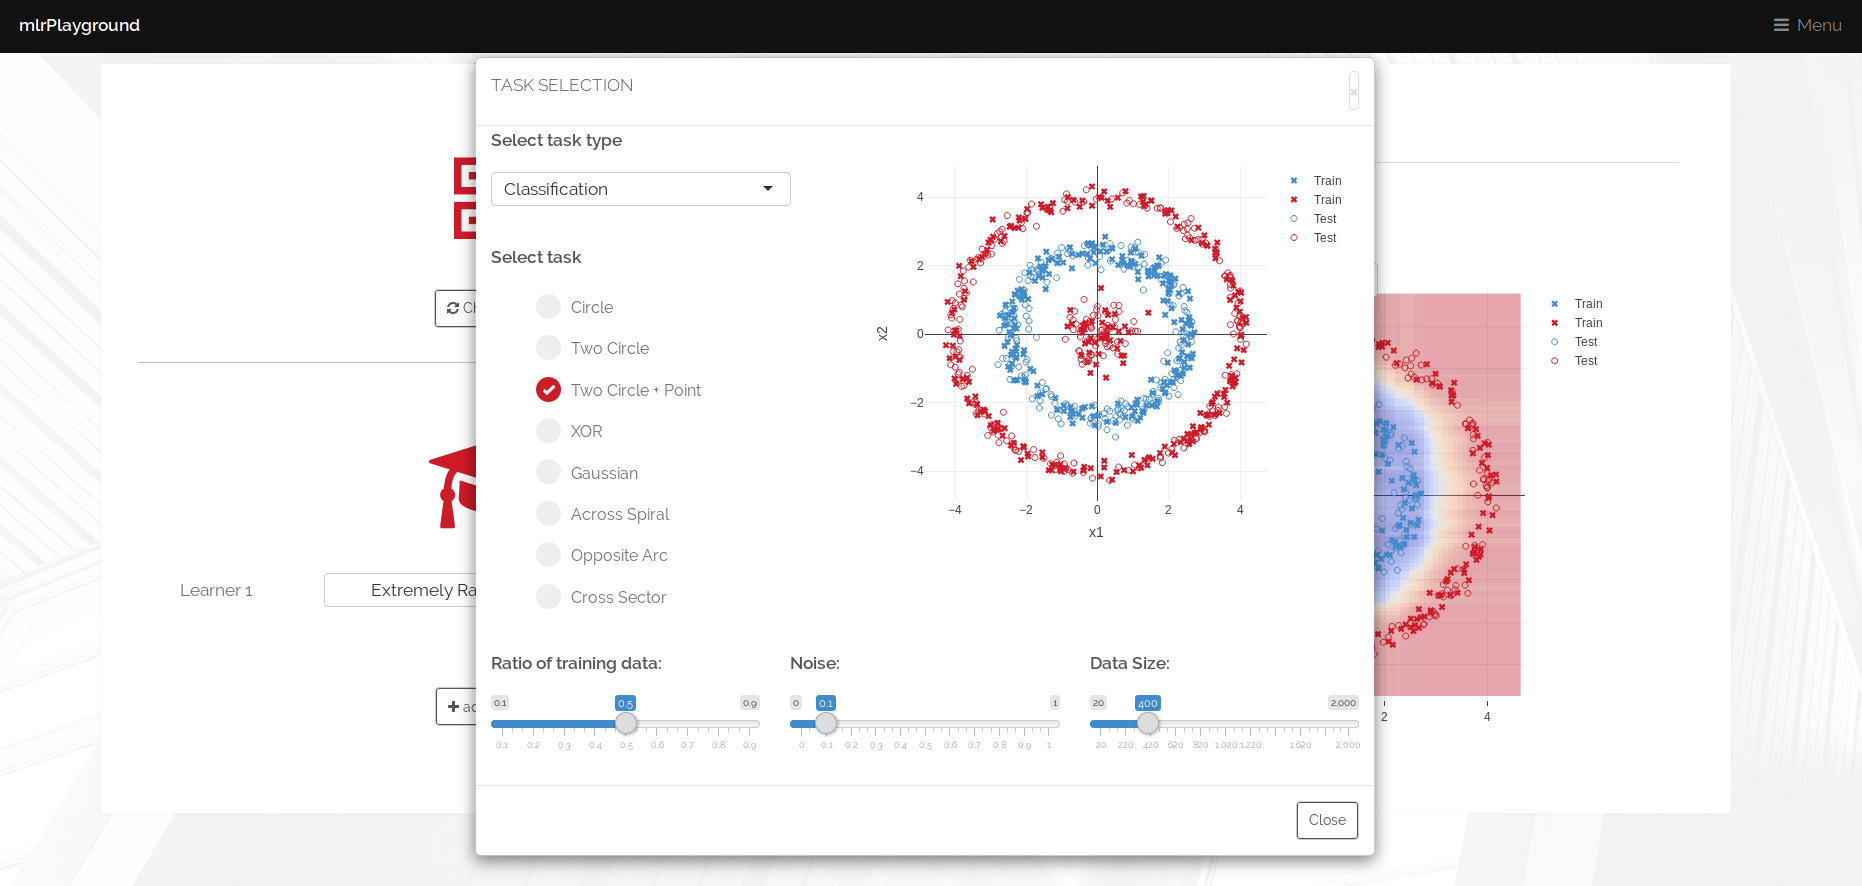 mlrPlayground
Menu
TASK SELECTION
×
Select task type
Classification
Select task
Circle
Two Circle
Two Circle + Point
XOR
Gaussian
Across Spiral
Opposite Arc
Cross Sector
4
2
0
−2
−4
x2
−4 −2 0 2 4
x1
Train
Train
Test
Test
Ratio of training data:
0.1 0.5 0.9
0.1 0.2 0.3 0.4 0.5 0.6 0.7 0.8 0.9
Noise:
0 0.1 1
0 0.1 0.2 0.3 0.4 0.5 0.6 0.7 0.8 0.9 1
Data Size:
20 400 2,000
20 220 420 620 820 1,020 1,220 1,620 2,000
Close
Learner 1
Extremely Ra
Train
Train
Test
Test
2 4